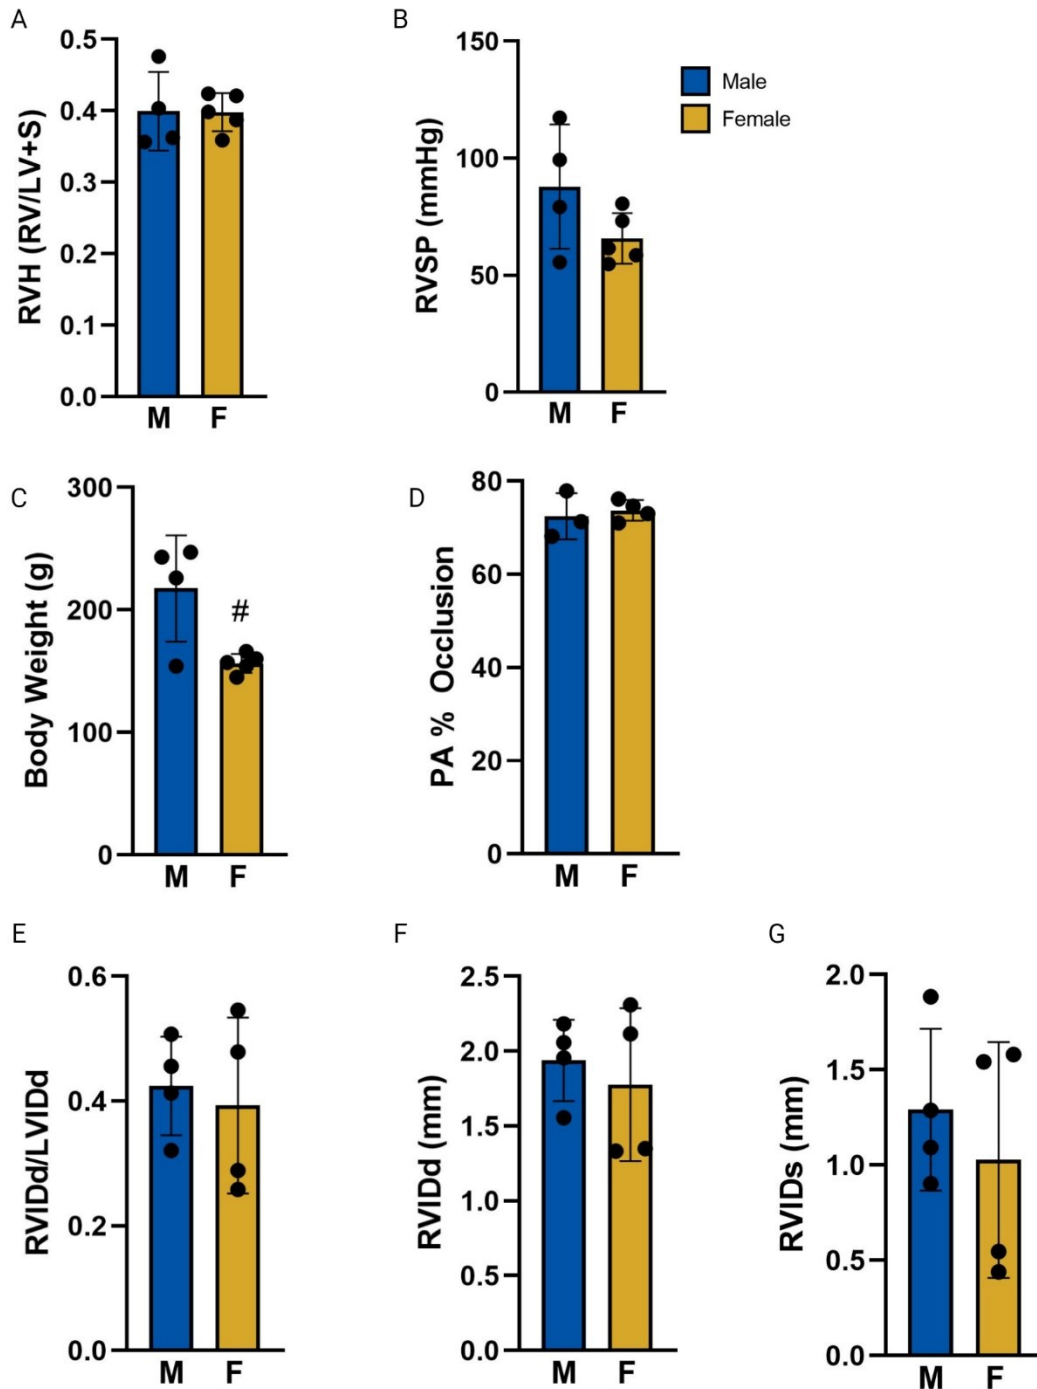 A
RVH (RV/LV+S)
0.5
0.4
0.3
0.2
0.1
0.0
M F
B
RVSP (mmHg)
150
100
50
0
M F
Male
Female
C
Body Weight (g)
300
200
100
0
#
M F
D
PA % Occlusion
80
60
40
20
0
M F
E
RVIDd/LVIDd
0.6
0.4
0.2
0.0
M F
F
RVIDd (mm)
2.5
2.0
1.5
1.0
0.5
0.0
M F
G
RVIDs (mm)
2.0
1.5
1.0
0.5
0.0
M F